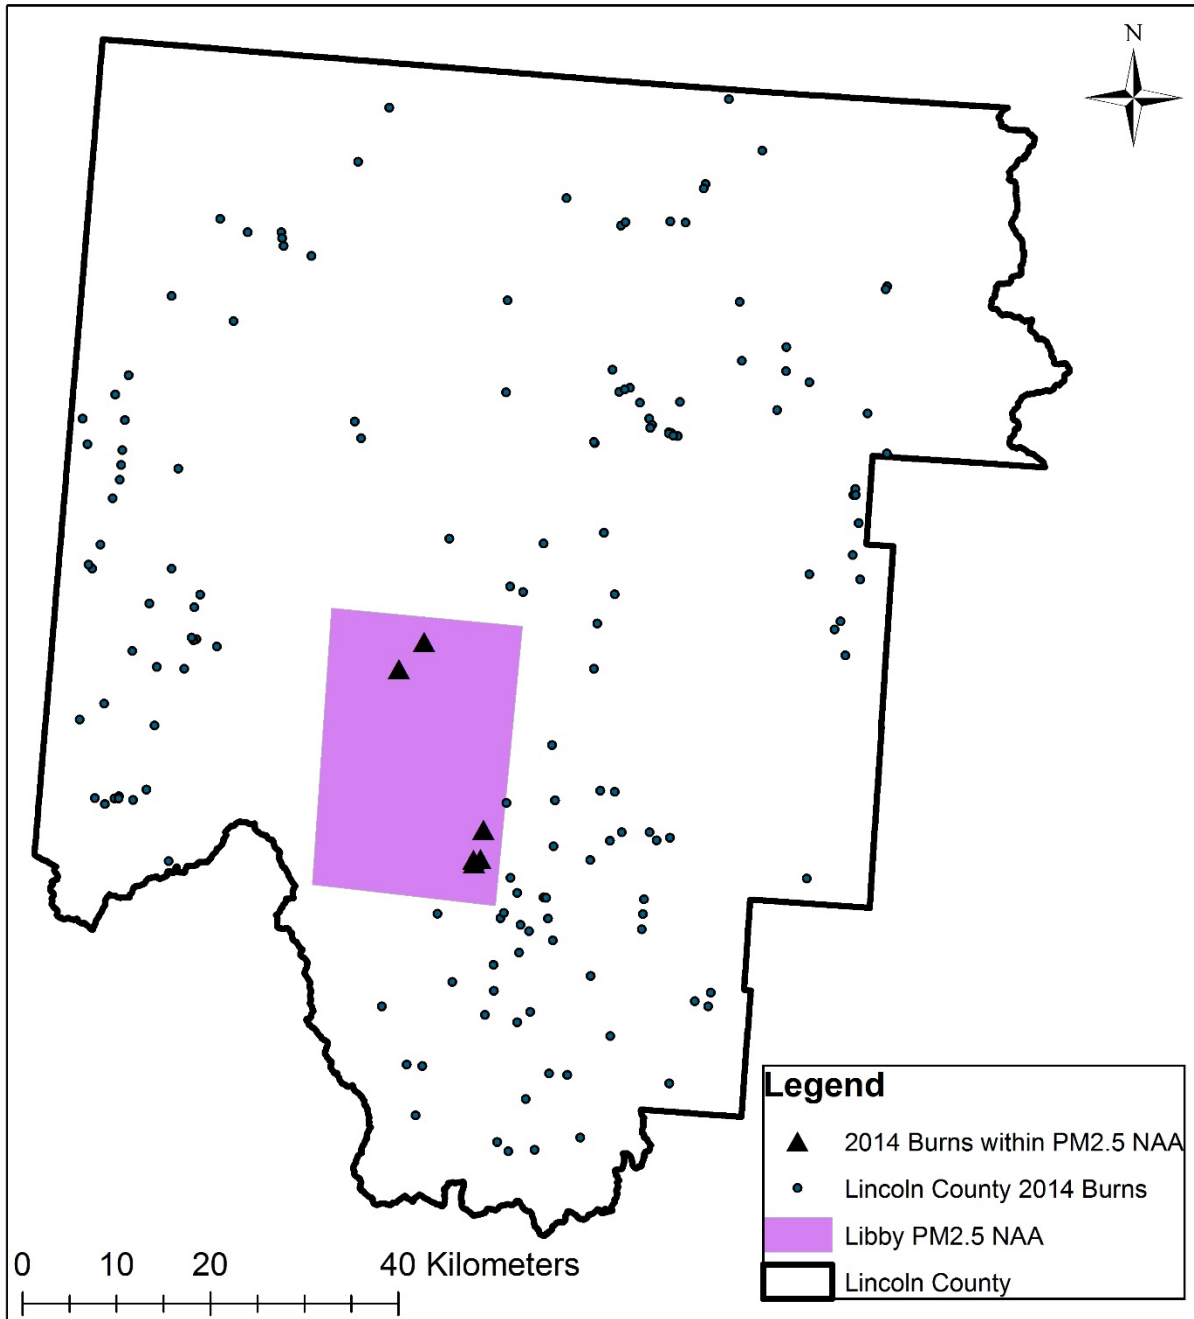 N
Legend
2014 Burns within PM2.5 NAA
Lincoln County 2014 Burns
Libby PM2.5 NAA
Lincoln County
0 10 20 40 Kilometers